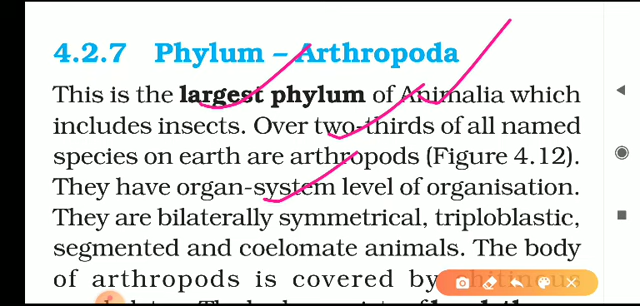 4.2.7 Phylum – Arthropoda
This is the largest phylum of Animalia which
includes insects. Over two-thirds of all named
species on earth are arthropods (Figure 4.12).
They have organ-system level of organisation.
They are bilaterally symmetrical, triploblastic,
segmented and coelomate animals. The body
of arthropods is covered by chitinous